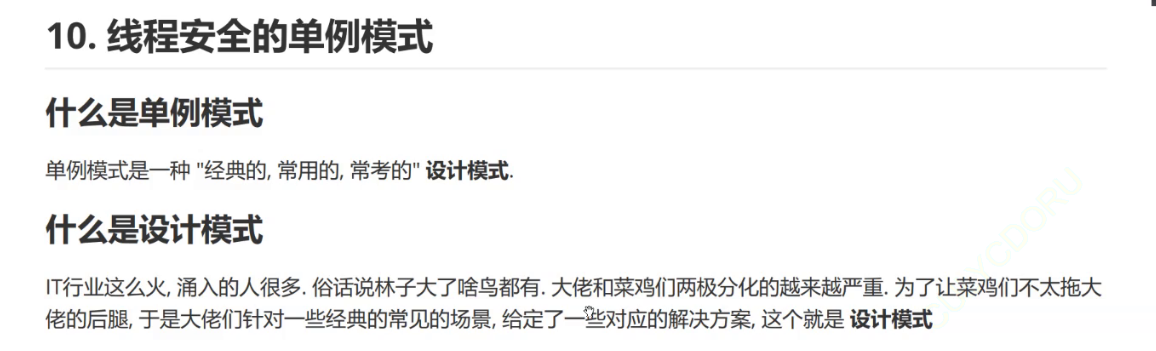 10. 线程安全的单例模式
什么是单例模式
单例模式是一种 "经典的, 常用的, 常考的" 设计模式.
什么是设计模式
IT行业这么火, 涌入的人很多. 俗话说林子大了啥鸟都有. 大佬和菜鸡们两极分化的越来越严重. 为了让菜鸡们不太拖大
佬的后腿, 于是大佬们针对一些经典的常见的场景, 给定了一些对应的解决方案, 这个就是 设计模式